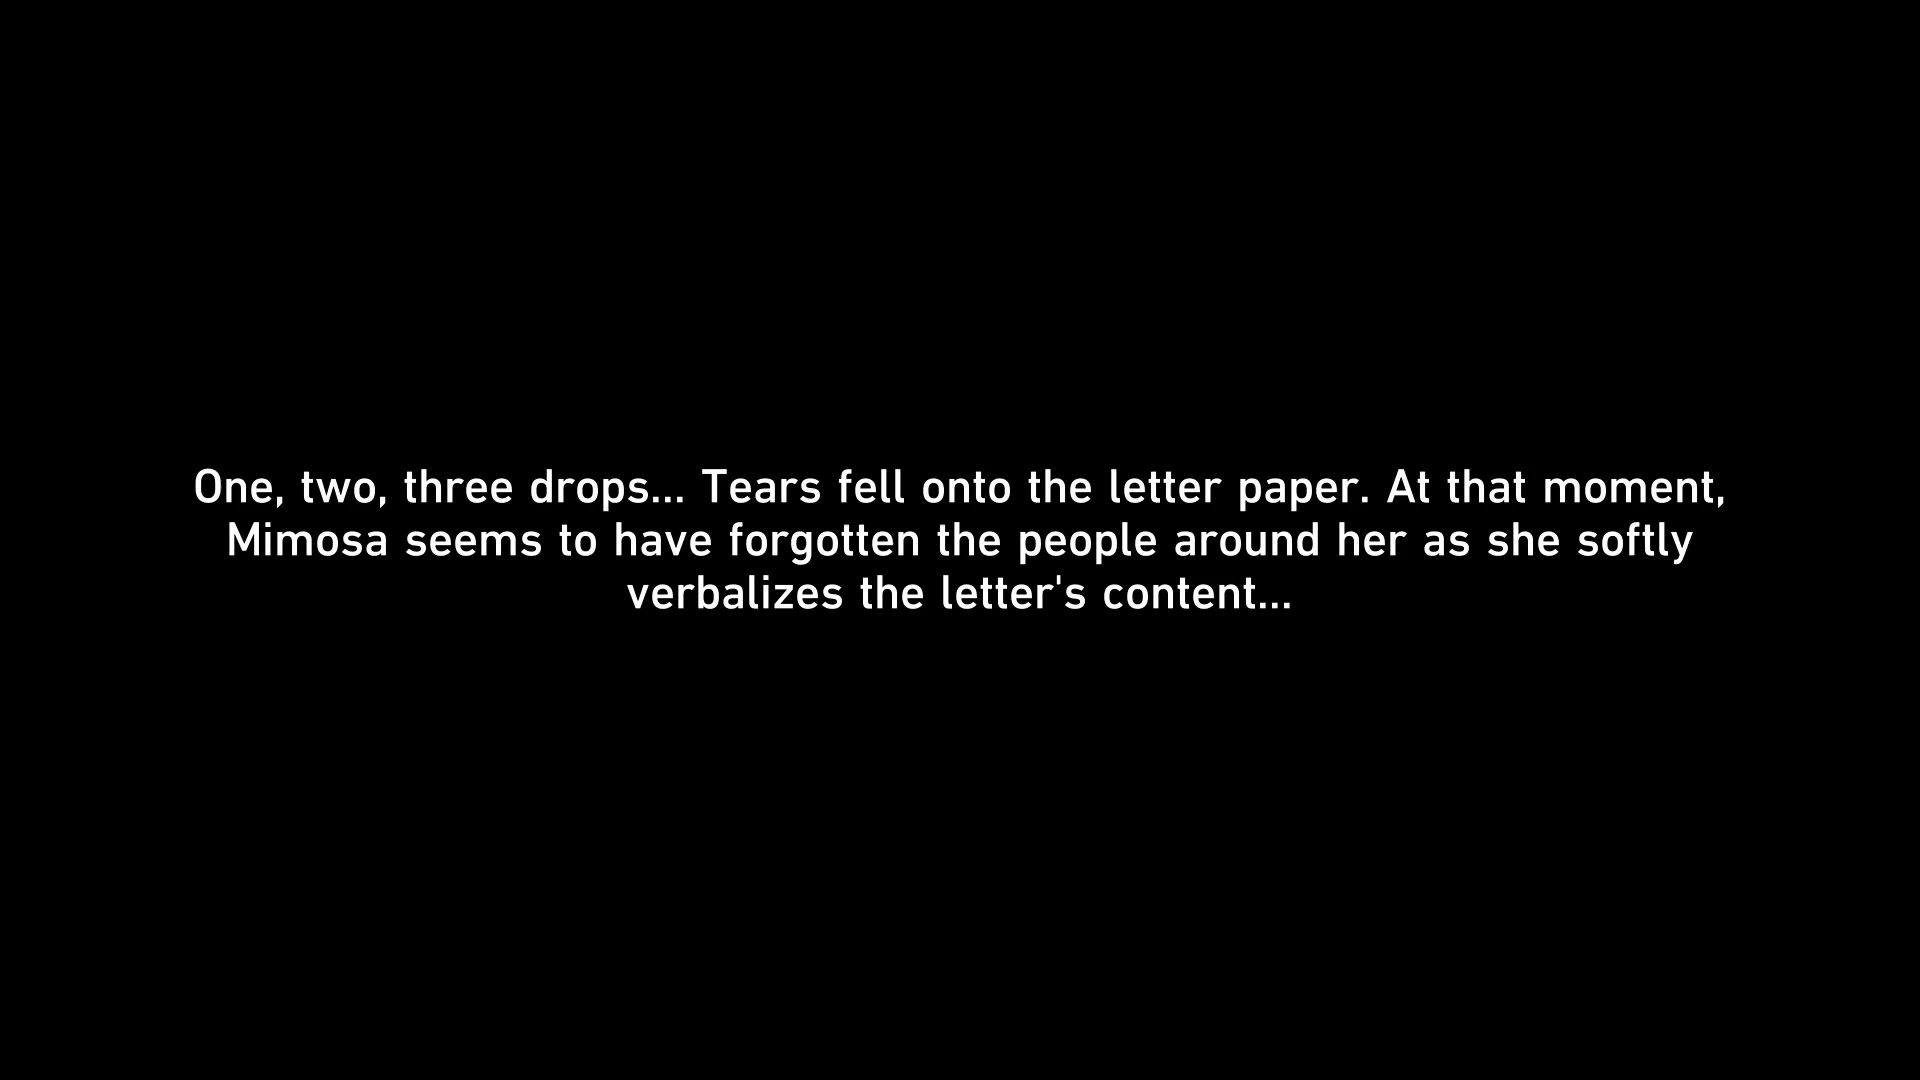 One, two, three drops... Tears fell onto the letter paper. At that moment,
Mimosa seems to have forgotten the people around her as she softly
verbalizes the letter's content...